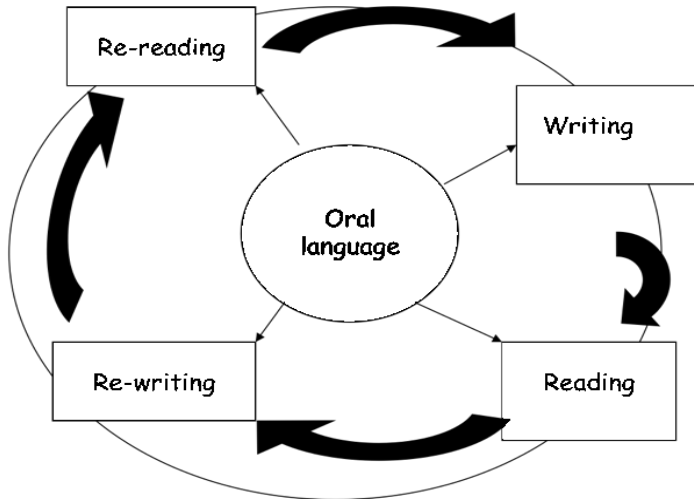 Re-reading
Writing
Oral
language
Re-writing
Reading